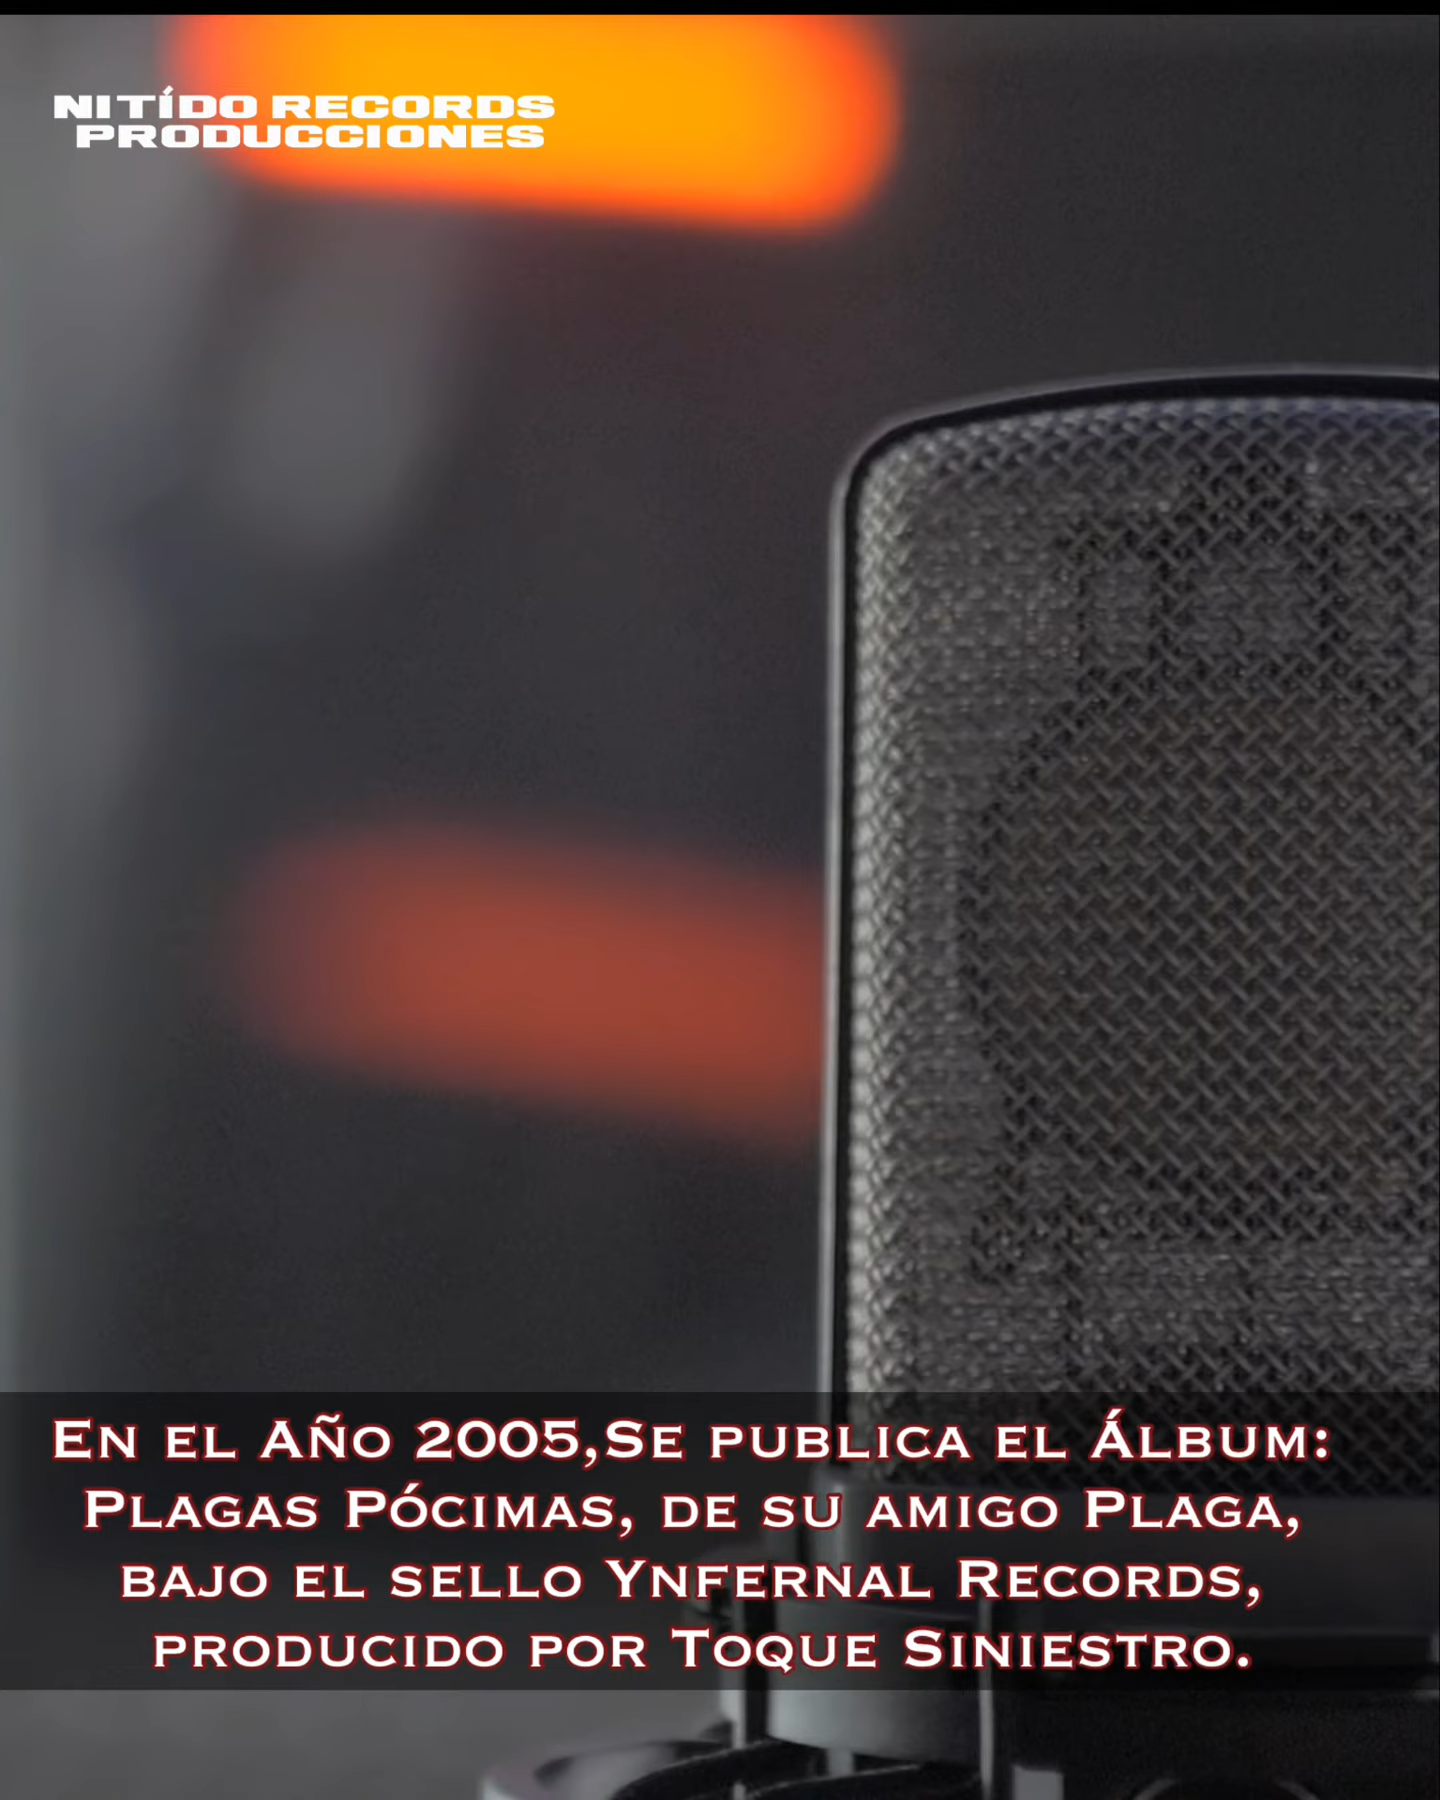 NITÍDO RECORDS
PRODUCCIONES
En el Año 2005,Se publica el Álbum:
Plagas Pócimas, de su amigo Plaga,
bajo el sello Ynfernal Records,
producido por Toque Siniestro.